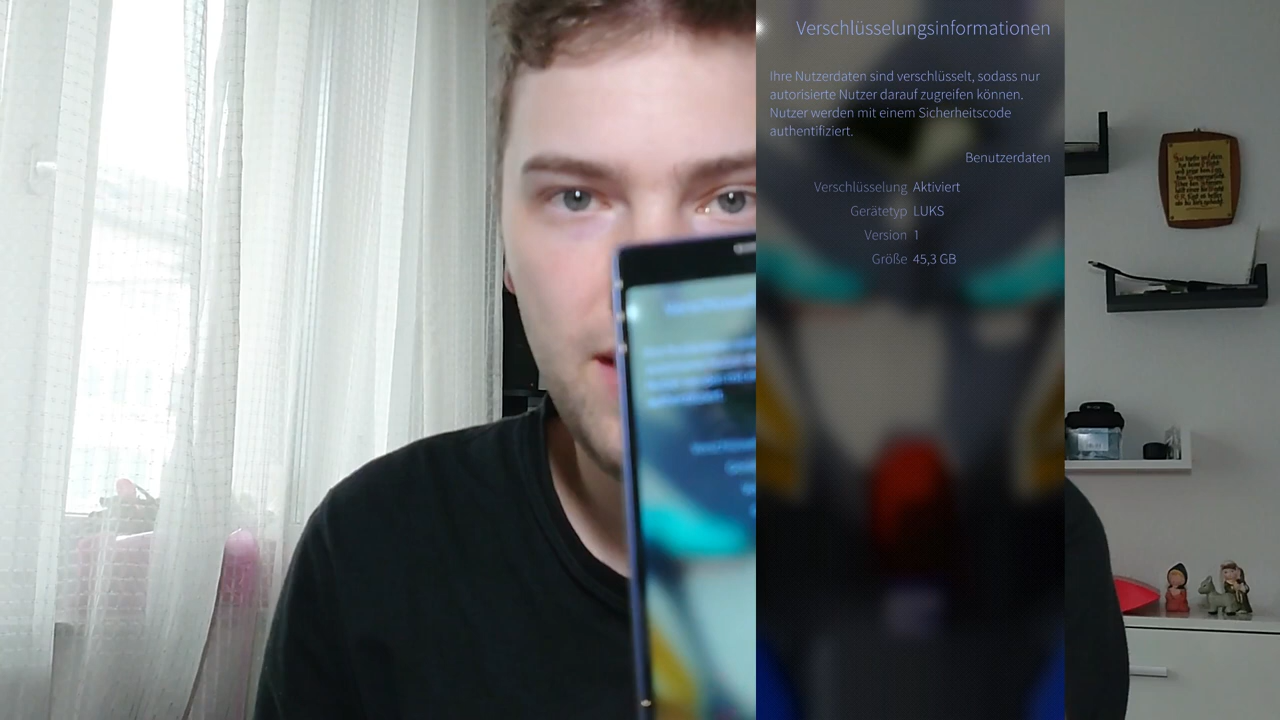 Verschlüsselungsinformationen
Ihre Nutzerdaten sind verschlüsselt, sodass nur
autorisierte Nutzer darauf zugreifen können.
Nutzer werden mit einem Sicherheitscode
authentifiziert.
Benutzerdaten
Verschlüsselung Aktiviert
Gerätetyp LUKS
Version 1
Größe 45,3 GB